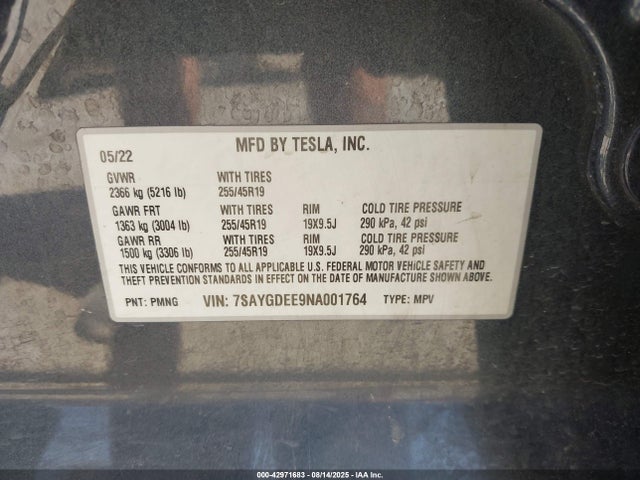 MFD BY TESLA, INC.
05/22
GVWR WITH TIRES
2366 kg (5216 lb) 255/45R19
GAWR FRT WITH TIRES RIM COLD TIRE PRESSURE
1363 kg (3004 lb) 255/45R19 19X9.5J 290 kPa, 42 psi
GAWR RR WITH TIRES RIM COLD TIRE PRESSURE
1500 kg (3306 lb) 255/45R19 19X9.5J 290 kPa, 42 psi
THIS VEHICLE CONFORMS TO ALL APPLICABLE U.S. FEDERAL MOTOR VEHICLE SAFETY AND
THEFT PREVENTION STANDARDS IN EFFECT ON THE DATE OF MANUFACTURE SHOWN ABOVE.
PNT: PMNG VIN: 7SAYGDEE9NA001764 TYPE: MPV
000-42971683 - 08/14/2025 - IAA Inc.